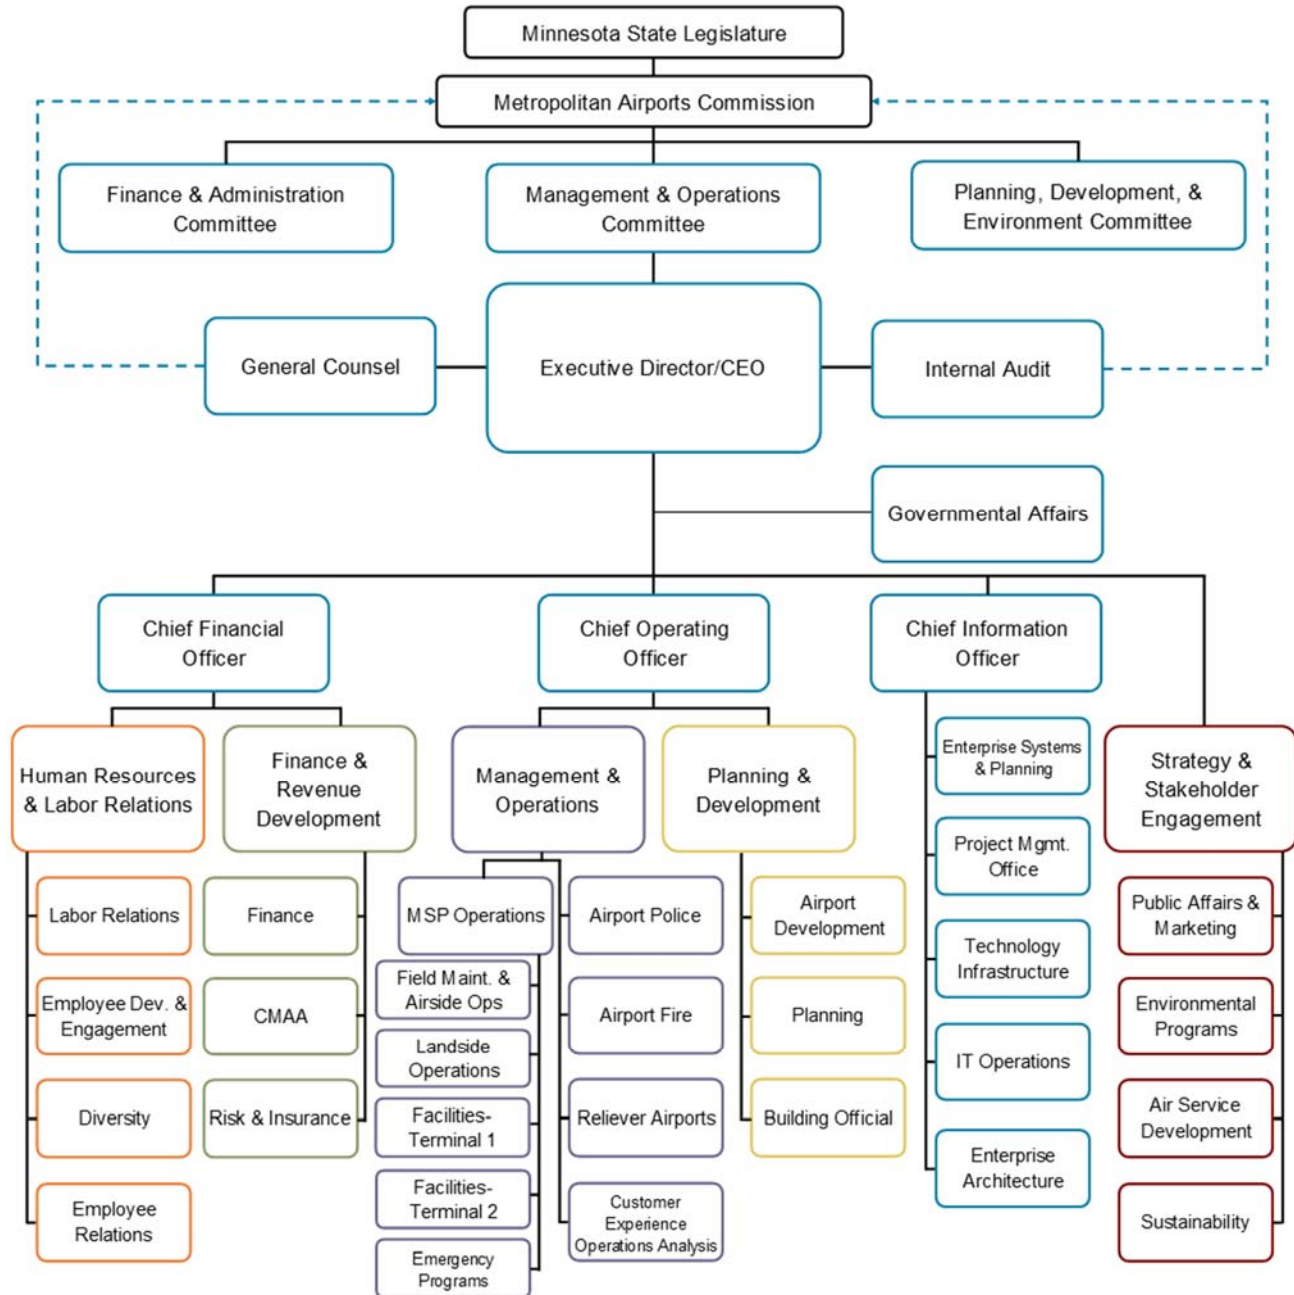 Minnesota State Legislature
Metropolitan Airports Commission
Finance & Administration
Committee
Management & Operations
Committee
Planning, Development, &
Environment Committee
General Counsel
Executive Director/CEO
Internal Audit
Governmental Affairs
Chief Financial
Officer
Chief Operating
Officer
Chief Information
Officer
Human Resources
& Labor Relations
Finance &
Revenue
Development
Management &
Operations
Planning &
Development
Enterprise Systems
& Planning
Strategy &
Stakeholder
Engagement
Labor Relations
Employee Dev. &
Engagement
Diversity
Employee
Relations
Finance
CMAA
Risk & Insurance
MSP Operations
Field Maint. &
Airside Ops
Landside
Operations
Facilities-
Terminal 1
Facilities-
Terminal 2
Emergency
Programs
Airport Police
Airport Fire
Reliever Airports
Customer
Experience
Operations Analysis
Airport
Development
Planning
Building Official
Project Mgmt.
Office
Technology
Infrastructure
IT Operations
Enterprise
Architecture
Public Affairs &
Marketing
Environmental
Programs
Air Service
Development
Sustainability